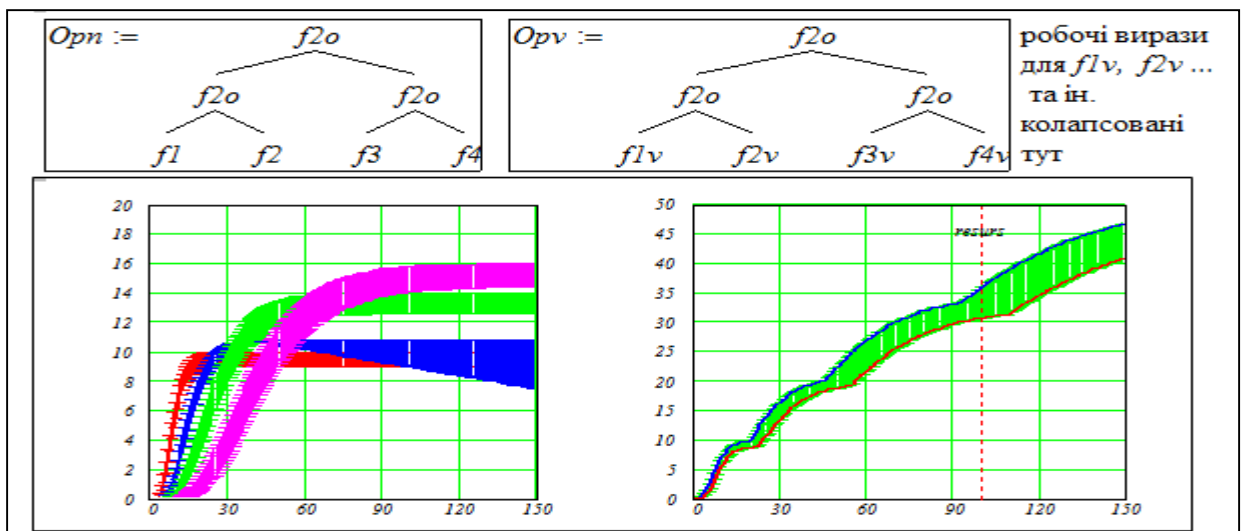 Opn := f2o
f2o f2o
f1 f2 f3 f4
Opv := f2o
f2o f2o
f1v f2v f3v f4v
робочі вирази
для f1v, f2v ...
та ін.
колапсовані
тут
20
18
16
14
12
10
8
6
4
2
0
0 30 60 90 120 150
50
45
40
35
30
25
20
15
10
5
0
resurs
0 30 60 90 120 150